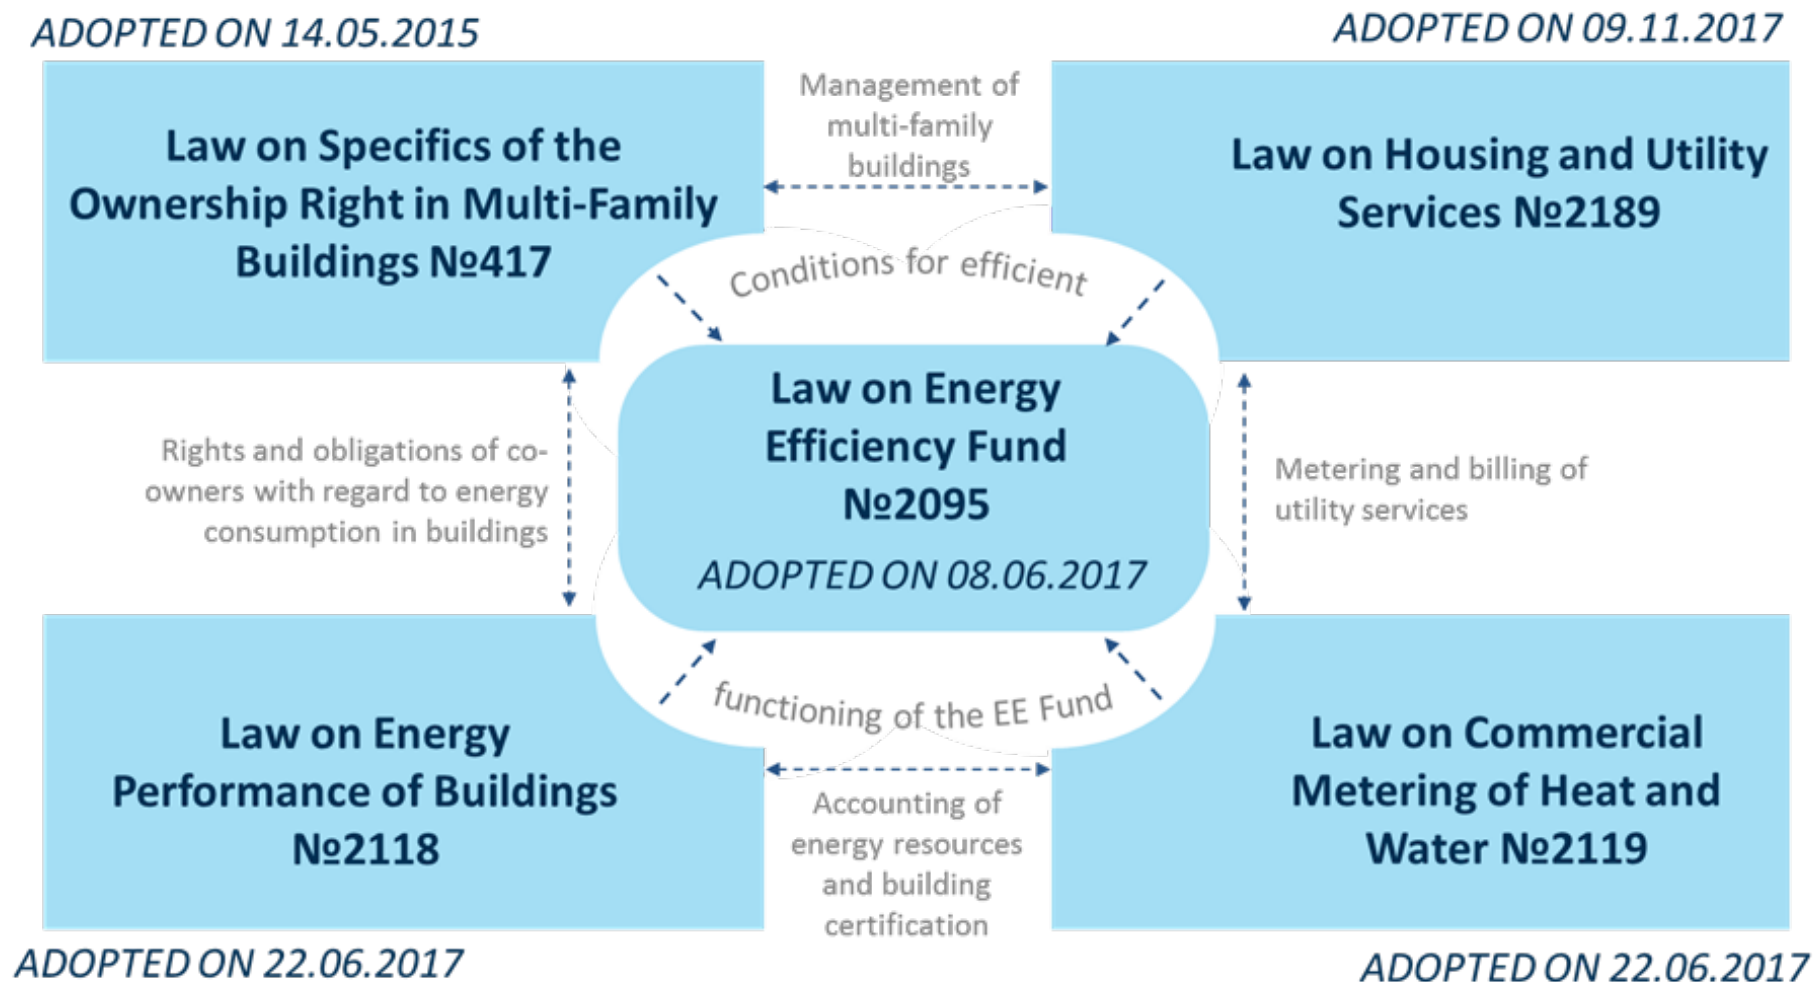 ADOPTED ON 14.05.2015
ADOPTED ON 09.11.2017
Law on Specifics of the
Ownership Right in Multi-Family
Buildings №417
Management of
multi-family
buildings
Law on Housing and Utility
Services №2189
Conditions for efficient
Law on Energy
Efficiency Fund
№2095
ADOPTED ON 08.06.2017
Rights and obligations of co-
owners with regard to energy
consumption in buildings
Metering and billing of
utility services
functioning of the EE Fund
Law on Energy
Performance of Buildings
№2118
Accounting of
energy resources
and building
certification
Law on Commercial
Metering of Heat and
Water №2119
ADOPTED ON 22.06.2017
ADOPTED ON 22.06.2017